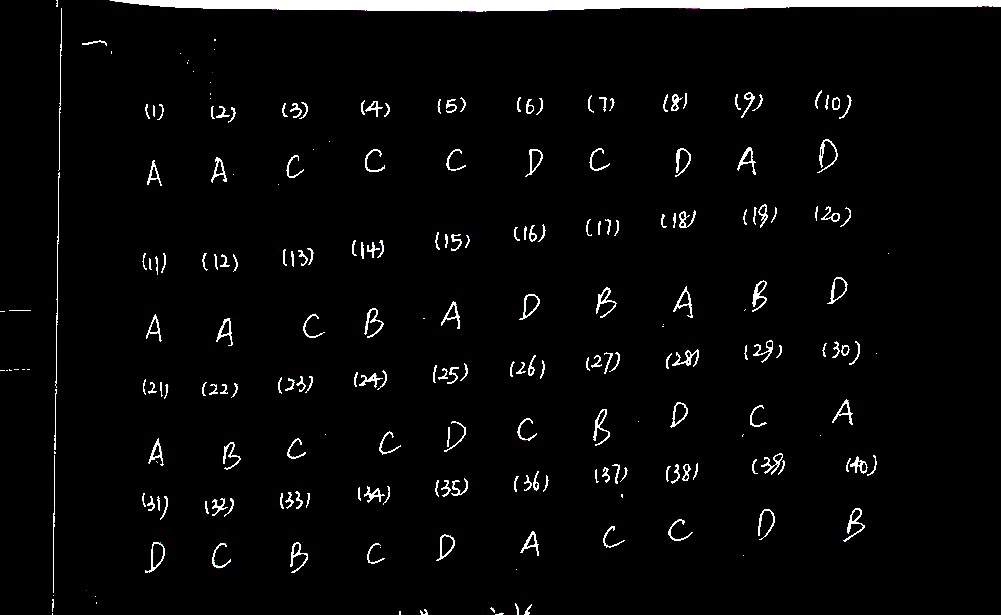 (1) (2) (3) (4) (5) (6) (7) (8) (9) (10)
A A C C C D C D A D
(11) (12) (13) (14) (15) (16) (17) (18) (19) (20)
A A C B A D B A B D
(21) (22) (23) (24) (25) (26) (27) (28) (29) (30)
A B C C D C B D C A
(31) (32) (33) (34) (35) (36) (37) (38) (39) (40)
D C B C D A C C D B